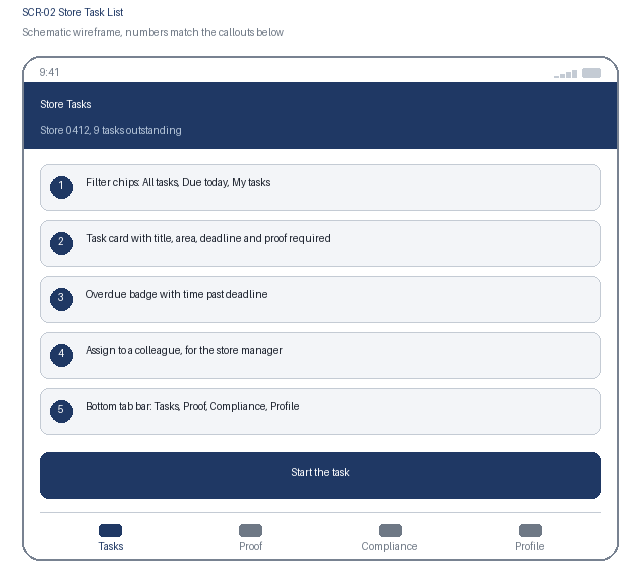 SCR-02 Store Task List
Schematic wireframe, numbers match the callouts below
9:41
Store Tasks
Store 0412, 9 tasks outstanding
1 Filter chips: All tasks, Due today, My tasks
2 Task card with title, area, deadline and proof required
3 Overdue badge with time past deadline
4 Assign to a colleague, for the store manager
5 Bottom tab bar: Tasks, Proof, Compliance, Profile
Start the task
Tasks Proof Compliance Profile